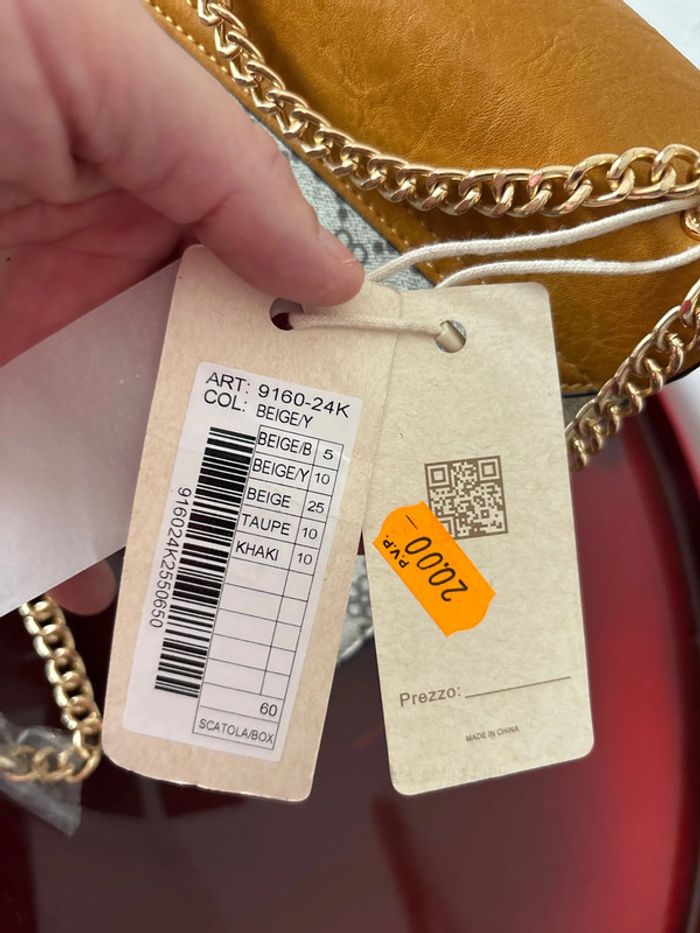 ART: 9160-24K
COL: BEIGE/Y
BEIGE/B 5
BEIGE/Y 10
BEIGE 25
TAUPE 10
KHAKI 10
60
SCATOLA/BOX
916024K2550650
P.V.P.
20.00
Prezzo:
MADE IN CHINA